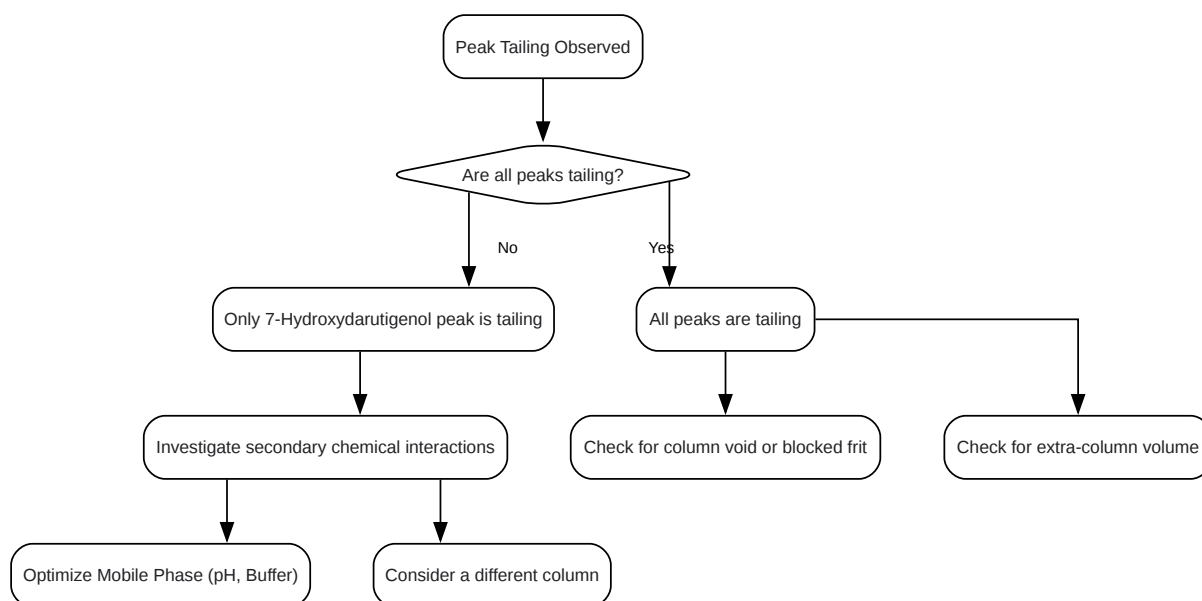 Peak Tailing Observed
Are all peaks tailing?
No
Yes
Only 7-Hydroxydarutigenol peak is tailing
All peaks are tailing
Investigate secondary chemical interactions
Check for column void or blocked frit
Check for extra-column volume
Optimize Mobile Phase (pH, Buffer)
Consider a different column